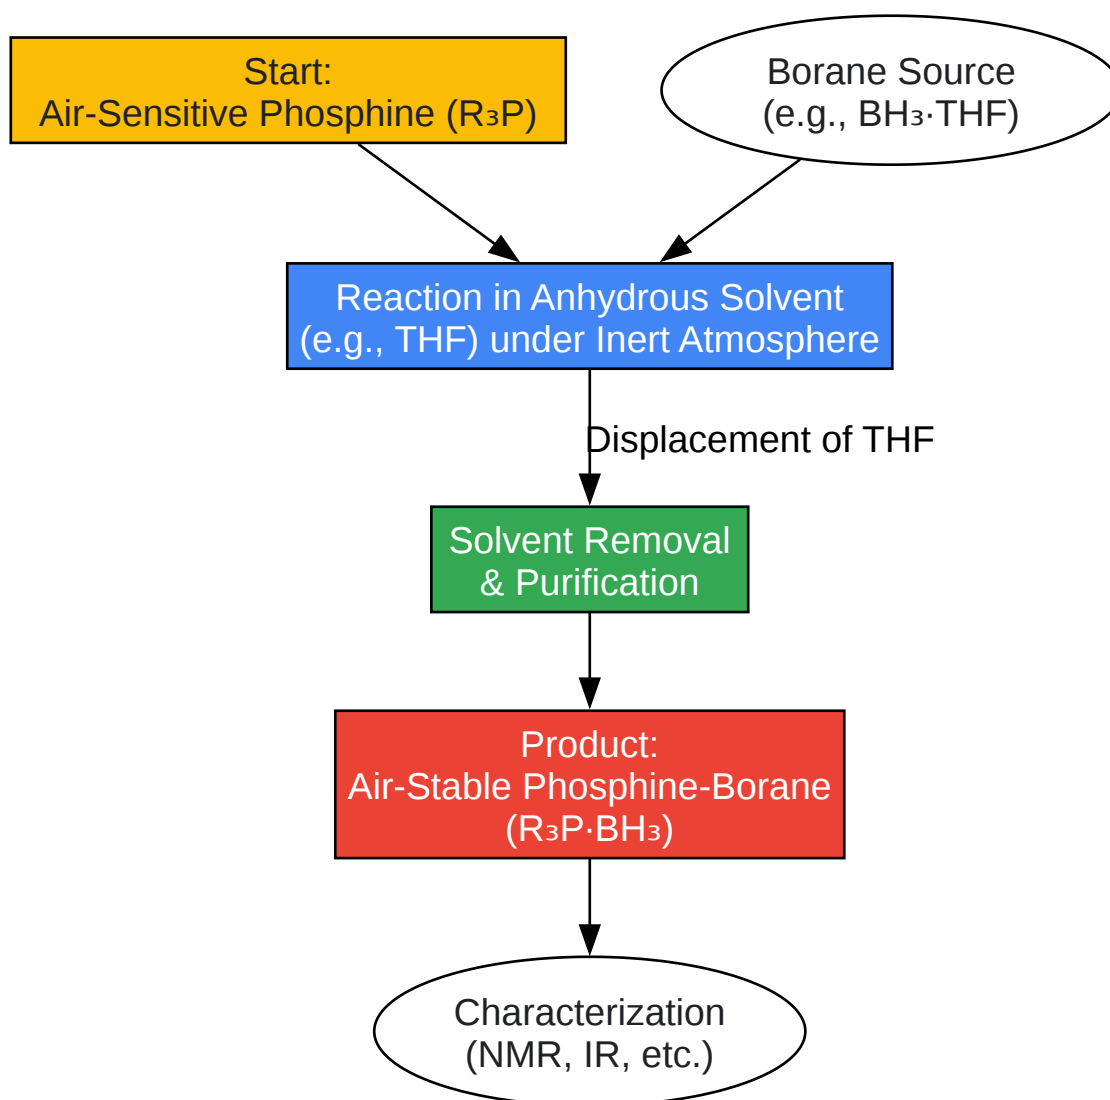 Start:
Air-Sensitive Phosphine (R₃P)
Borane Source
(e.g., BH₃·THF)
Reaction in Anhydrous Solvent
(e.g., THF) under Inert Atmosphere
Displacement of THF
Solvent Removal
& Purification
Product:
Air-Stable Phosphine-Borane
(R₃P·BH₃)
Characterization
(NMR, IR, etc.)